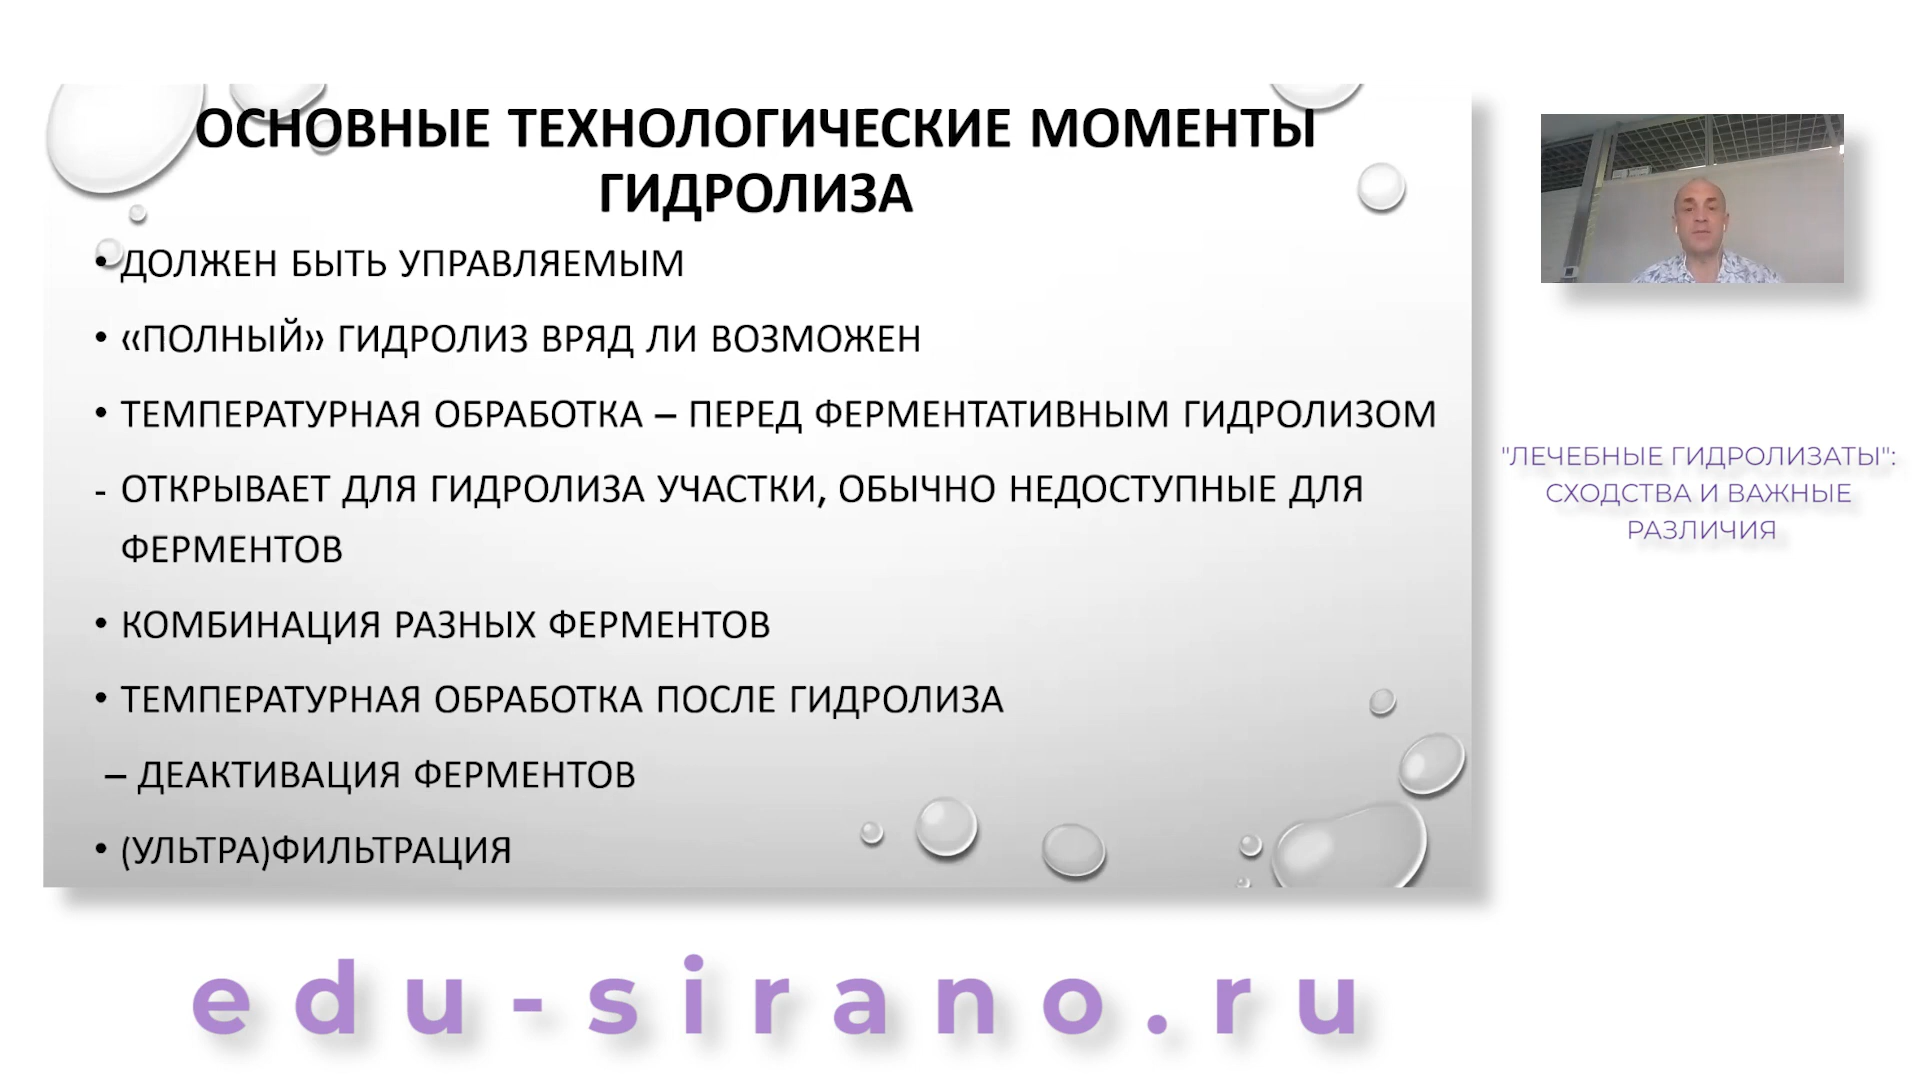 ОСНОВНЫЕ ТЕХНОЛОГИЧЕСКИЕ МОМЕНТЫ
ГИДРОЛИЗА
• ДОЛЖЕН БЫТЬ УПРАВЛЯЕМЫМ
• «ПОЛНЫЙ» ГИДРОЛИЗ ВРЯД ЛИ ВОЗМОЖЕН
• ТЕМПЕРАТУРНАЯ ОБРАБОТКА – ПЕРЕД ФЕРМЕНТАТИВНЫМ ГИДРОЛИЗОМ
- ОТКРЫВАЕТ ДЛЯ ГИДРОЛИЗА УЧАСТКИ, ОБЫЧНО НЕДОСТУПНЫЕ ДЛЯ
ФЕРМЕНТОВ
• КОМБИНАЦИЯ РАЗНЫХ ФЕРМЕНТОВ
• ТЕМПЕРАТУРНАЯ ОБРАБОТКА ПОСЛЕ ГИДРОЛИЗА
– ДЕАКТИВАЦИЯ ФЕРМЕНТОВ
• (УЛЬТРА)ФИЛЬТРАЦИЯ
"ЛЕЧЕБНЫЕ ГИДРОЛИЗАТЫ":
СХОДСТВА И ВАЖНЫЕ
РАЗЛИЧИЯ
edu-sirano.ru